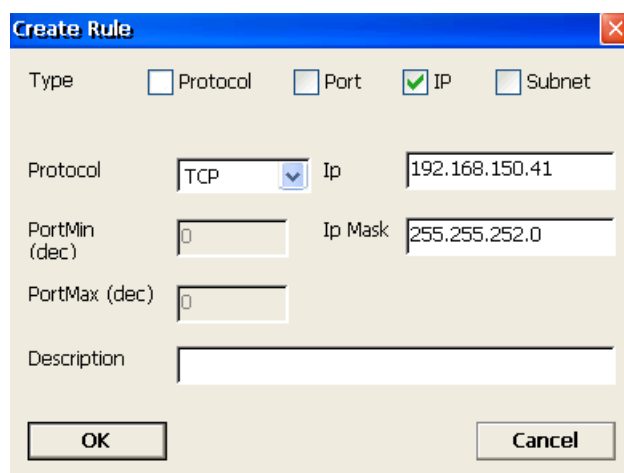 Create Rule
Type Protocol Port IP Subnet
Protocol TCP Ip 192.168.150.41
PortMin (dec) 0 Ip Mask 255.255.252.0
PortMax (dec) 0
Description
OK Cancel